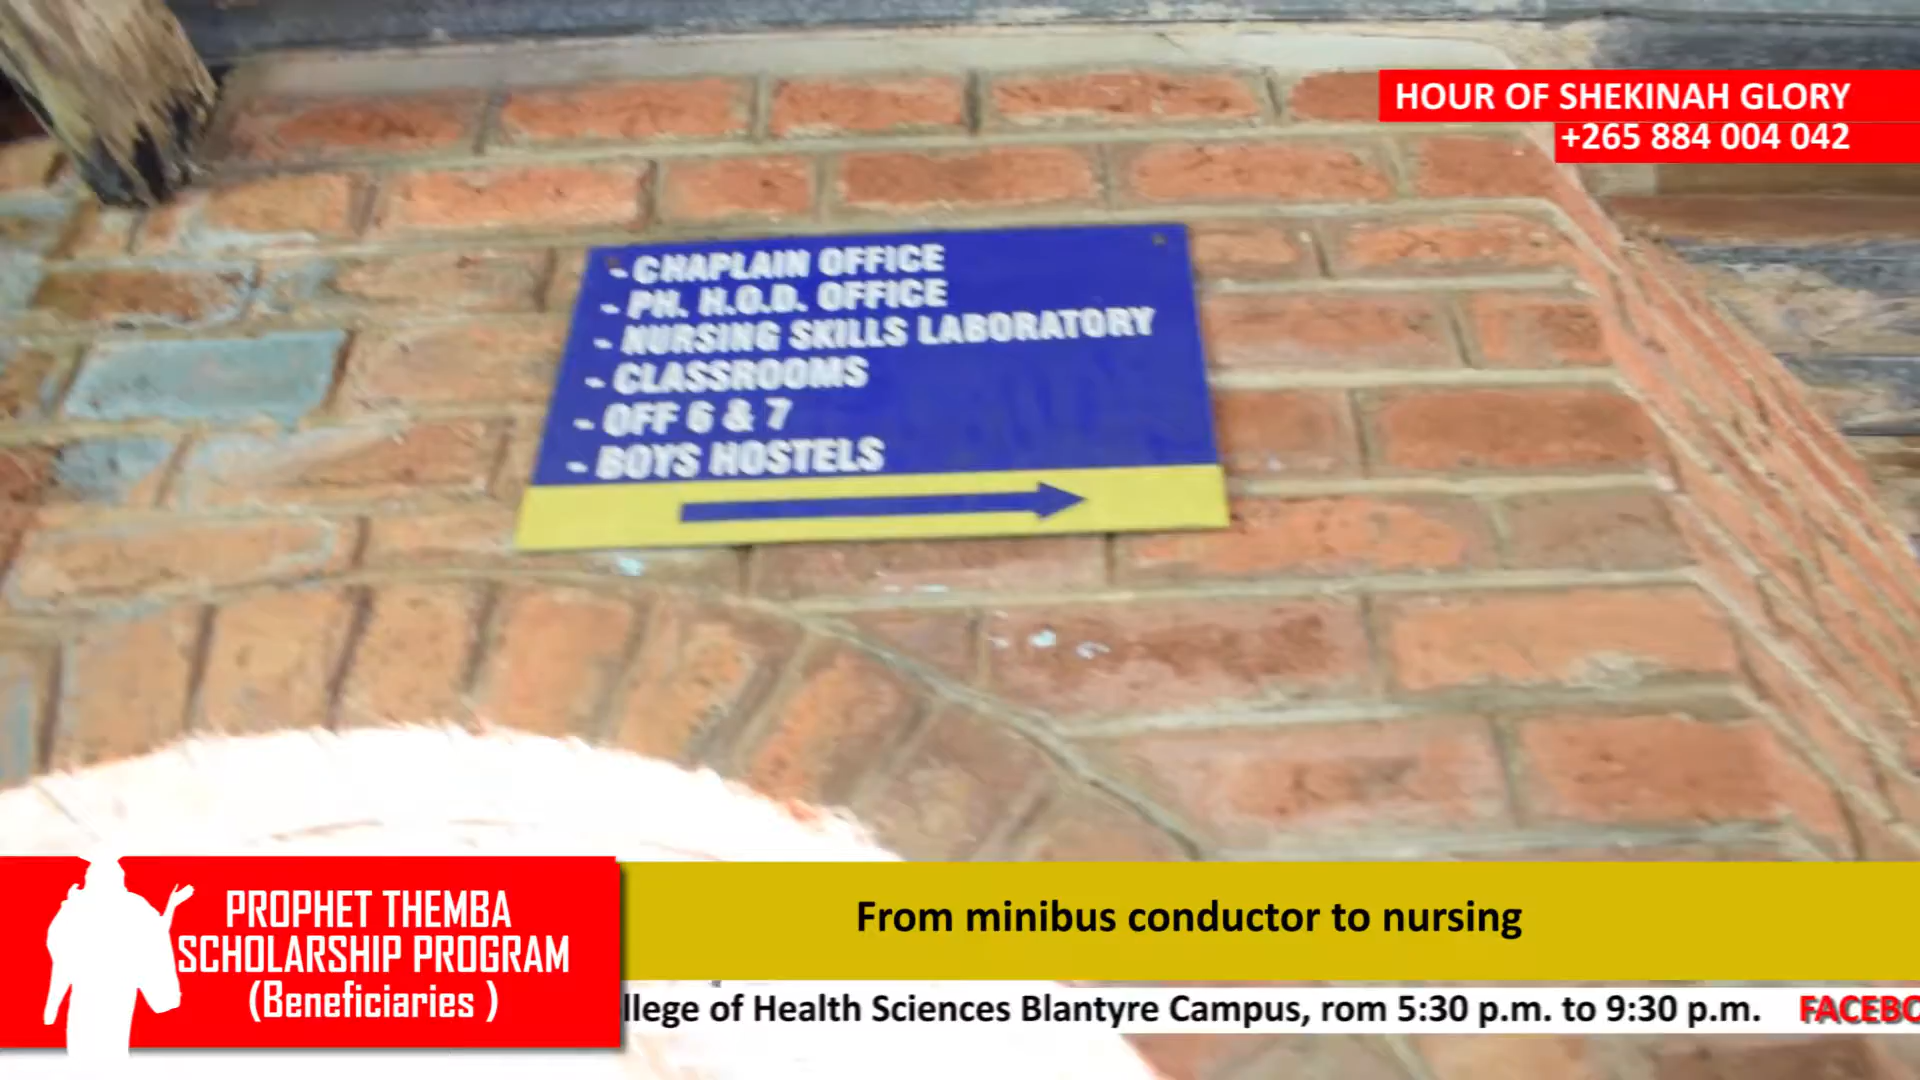 HOUR OF SHEKINAH GLORY
+265 884 004 042
- CHAPLAIN OFFICE
- PH. H.O.D. OFFICE
- NURSING SKILLS LABORATORY
- CLASSROOMS
- OFF 6 & 7
- BOYS HOSTELS
PROPHET THEMBA
SCHOLARSHIP PROGRAM
(Beneficiaries )
From minibus conductor to nursing
llege of Health Sciences Blantyre Campus, rom 5:30 p.m. to 9:30 p.m. FACEBO